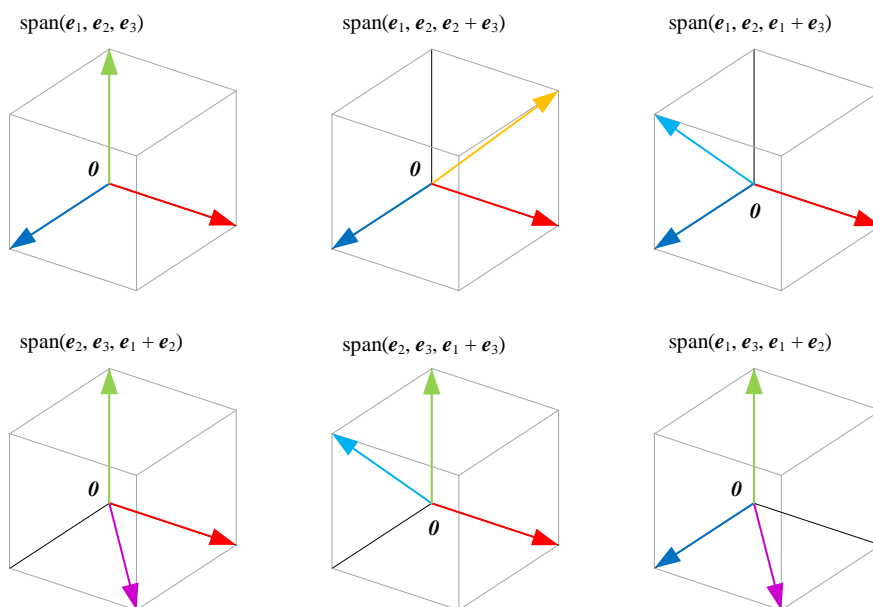 span(e₁, e₂, e₃)
span(e₁, e₂, e₂ + e₃)
span(e₁, e₂, e₁ + e₃)
0
0
0
span(e₂, e₃, e₁ + e₂)
span(e₂, e₃, e₁ + e₃)
span(e₁, e₃, e₁ + e₂)
0
0
0